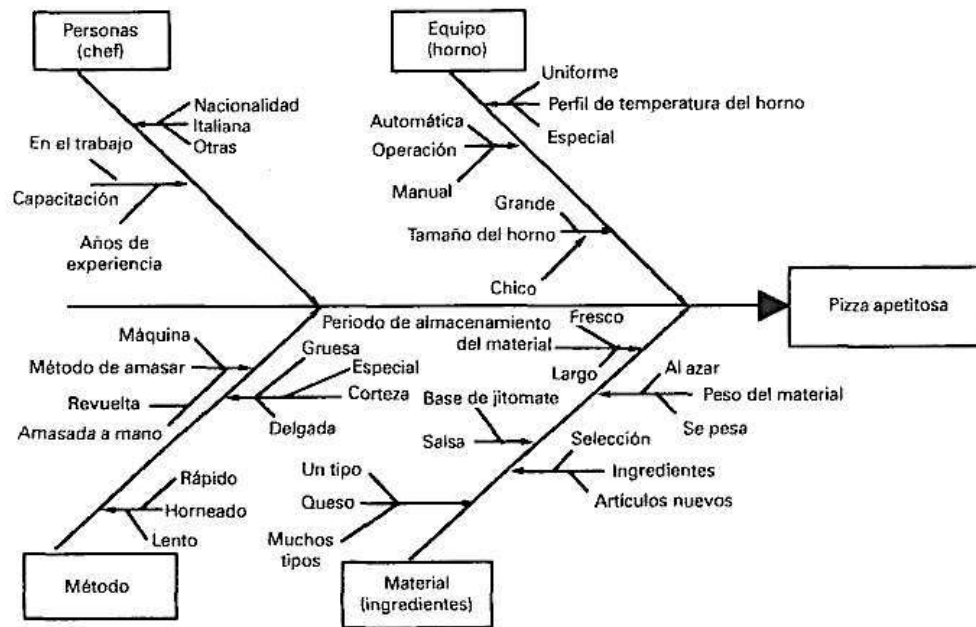 Personas
(chef)
Equipo
(horno)
Nacionalidad
Italiana
Otras
En el trabajo
Capacitación
Años de
experiencia
Uniforme
Perfil de temperatura del horno
Especial
Automática
Operación
Manual
Grande
Tamaño del horno
Chico
Pizza apetitosa
Máquina
Método de amasar
Revuelta
Amasada a mano
Gruesa
Especial
Corteza
Delgada
Rápido
Horneado
Lento
Método
Periodo de almacenamiento
del material
Fresco
Largo
Al azar
Peso del material
Se pesa
Base de jitomate
Salsa
Selección
Ingredientes
Artículos nuevos
Un tipo
Queso
Muchos
tipos
Material
(ingredientes)